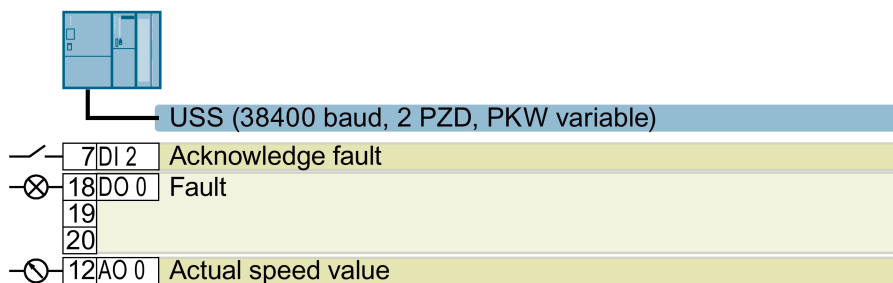 USS (38400 baud, 2 PZD, PKW variable)
7 DI 2 Acknowledge fault
18 DO 0 Fault
19
20
12 AO 0 Actual speed value